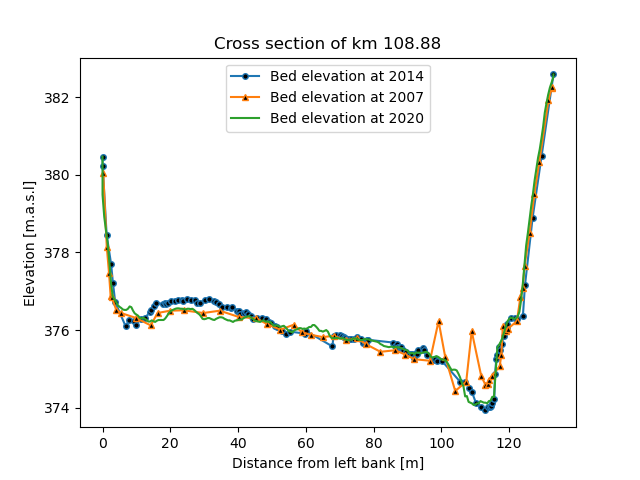 Cross section of km 108.88
Bed elevation at 2014
Bed elevation at 2007
Bed elevation at 2020
Elevation [m.a.s.l]
382
380
378
376
374
0 20 40 60 80 100 120
Distance from left bank [m]